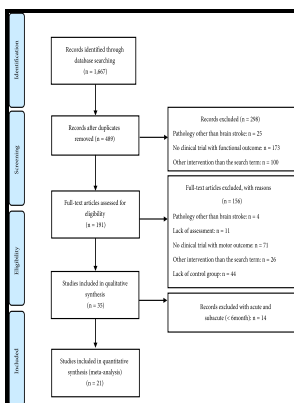 Identification
Records identified through
database searching
(n = 1,667)
Screening
Records after duplicates
removed (n = 489)
Records excluded (n = 298)
Pathology other than brain stroke: n = 25
No clinical trial with functional outcome: n = 173
Other intervention than the search term: n = 100
Full-text articles assessed for
eligibility
(n = 191)
Full-text articles excluded, with reasons
(n = 156)
Pathology other than brain stroke: n = 4
Lack of assessment: n = 11
No clinical trial with motor outcome: n = 71
Other intervention than the search term: n = 26
Lack of control group: n = 44
Eligibility
Studies included in qualitative
synthesis
(n = 35)
Records excluded with acute and
subacute (< 6month): n = 14
Included
Studies included in quantitative
synthesis (meta-analysis)
(n = 21)